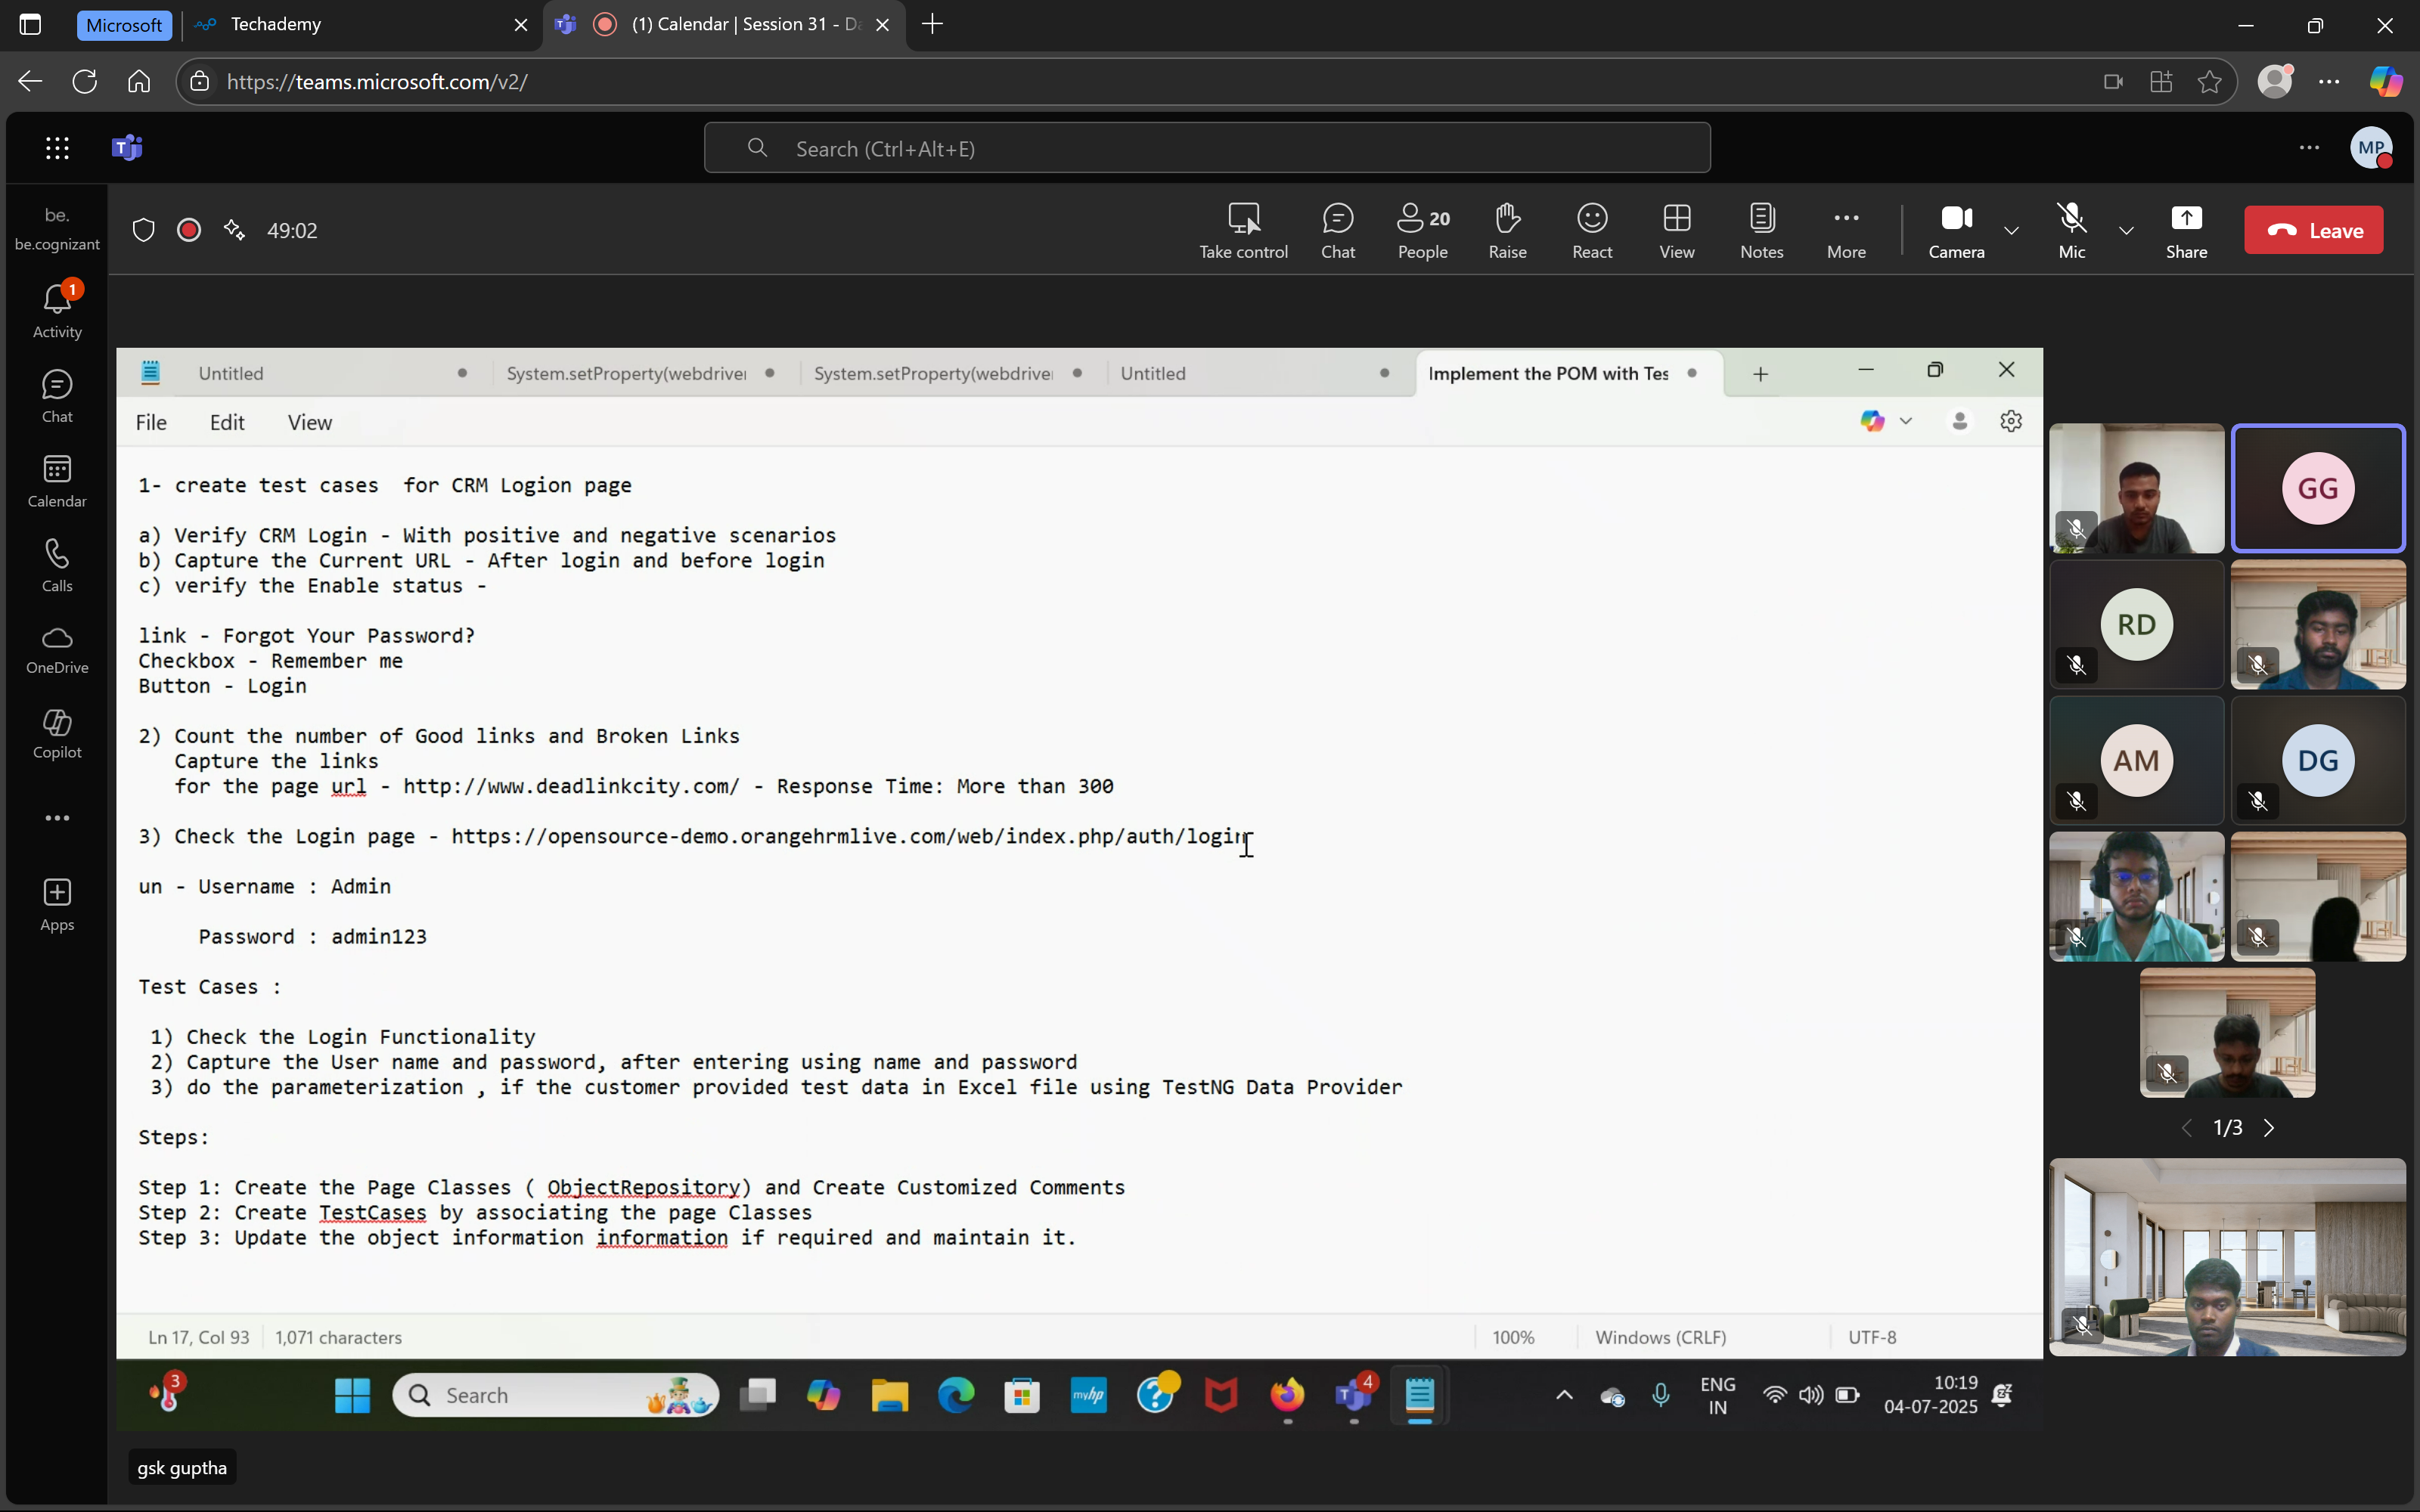 Microsoft
Techademy
(1) Calendar | Session 31 - Da
https://teams.microsoft.com/v2/
Search (Ctrl+Alt+E)
MP
be.
be.cognizant
49:02
Take control
Chat
People
20
Raise
React
View
Notes
More
Camera
Mic
Share
Leave
1
Activity
Chat
Calendar
Calls
OneDrive
Copilot
Apps
Untitled
System.setProperty(webdriver
System.setProperty(webdrive
Untitled
Implement the POM with Tes
File Edit View
1- create test cases  for CRM Logion page
a) Verify CRM Login - With positive and negative scenarios
b) Capture the Current URL - After login and before login
c) verify the Enable status -
link - Forgot Your Password?
Checkbox - Remember me
Button - Login
2) Count the number of Good links and Broken Links
Capture the links
for the page url - http://www.deadlinkcity.com/ - Response Time: More than 300
3) Check the Login page - https://opensource-demo.orangehrmlive.com/web/index.php/auth/login
un - Username : Admin
Password : admin123
Test Cases :
1) Check the Login Functionality
2) Capture the User name and password, after entering using name and password
3) do the parameterization , if the customer provided test data in Excel file using TestNG Data Provider
Steps:
Step 1: Create the Page Classes ( ObjectRepository) and Create Customized Comments
Step 2: Create TestCases by associating the page Classes
Step 3: Update the object information information if required and maintain it.
Ln 17, Col 93
1,071 characters
100%
Windows (CRLF)
UTF-8
3
Search
myhp
4
ENG
IN
10:19
04-07-2025
gsk guptha
GG
RD
AM
DG
1/3